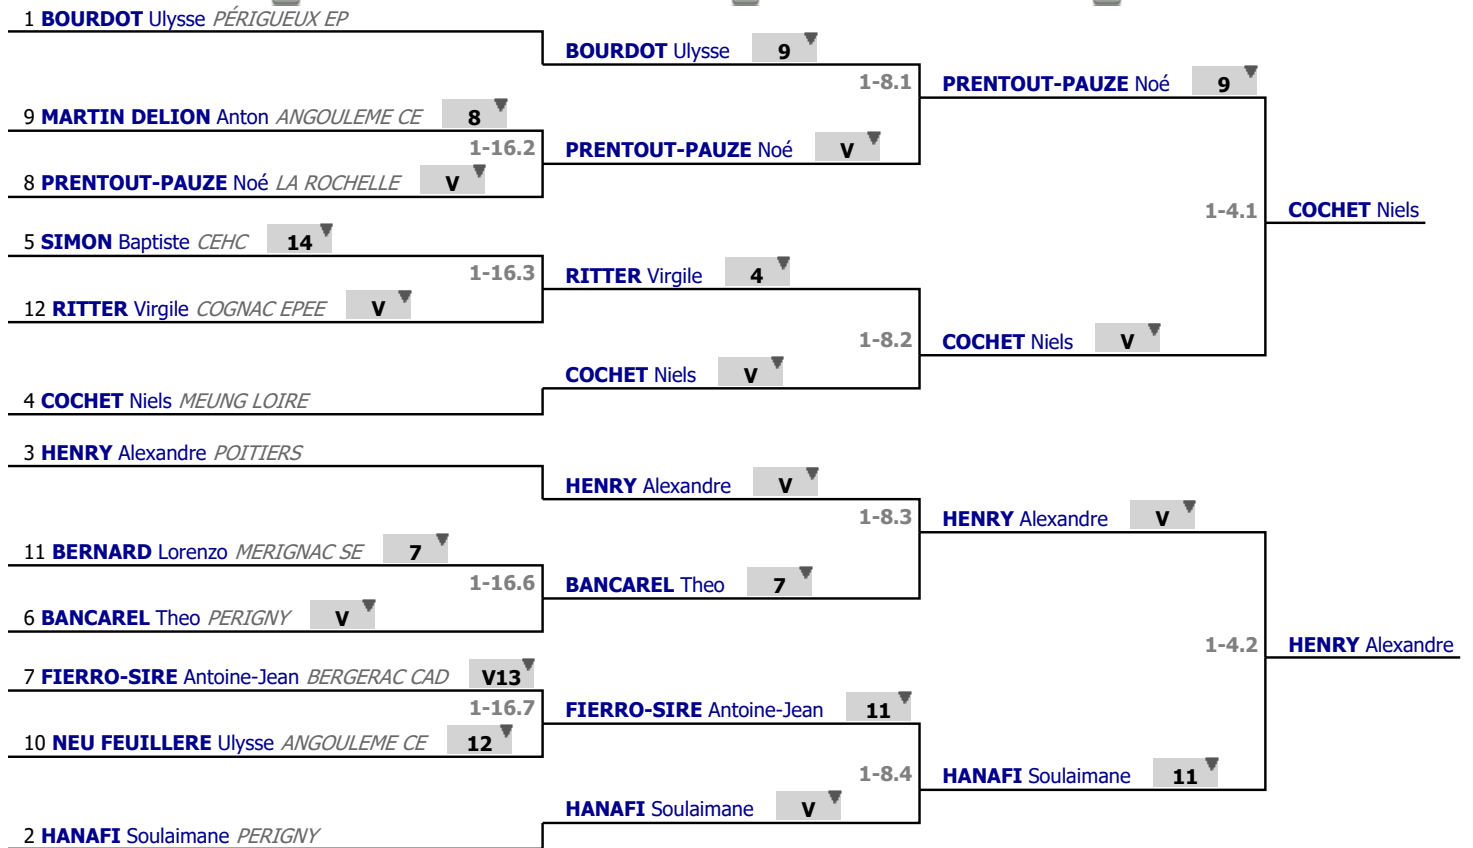 1 BOURDOT Ulysse PÉRIGUEUX EP
BOURDOT Ulysse 9
1-8.1
PRENTOUT-PAUZE Noé 9
9 MARTIN DELION Anton ANGOULEME CE 8
1-16.2
PRENTOUT-PAUZE Noé V
8 PRENTOUT-PAUZE Noé LA ROCHELLE V
1-4.1
COCHET Niels
5 SIMON Baptiste CEHC 14
1-16.3
RITTER Virgile 4
12 RITTER Virgile COGNAC EPEE V
1-8.2
COCHET Niels V
COCHET Niels V
4 COCHET Niels MEUNG LOIRE
3 HENRY Alexandre POITIERS
HENRY Alexandre V
1-8.3
HENRY Alexandre V
11 BERNARD Lorenzo MERIGNAC SE 7
1-16.6
BANCAREL Theo 7
6 BANCAREL Theo PERIGNY V
1-4.2
HENRY Alexandre
7 FIERRO-SIRE Antoine-Jean BERGERAC CAD V13
1-16.7
FIERRO-SIRE Antoine-Jean 11
10 NEU FEUILLERE Ulysse ANGOULEME CE 12
1-8.4
HANAFI Soulaimane 11
HANAFI Soulaimane V
2 HANAFI Soulaimane PERIGNY